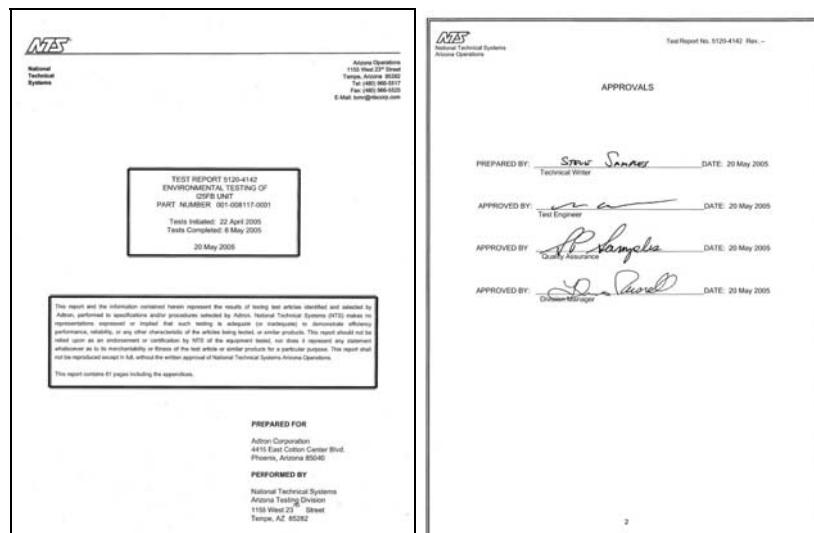 NTS
National
Technical
Systems
Arizona Operations
1155 West 23rd Street
Tempe, Arizona 85282
Tel: (480) 966-5517
Fax: (480) 966-5525
TEST REPORT 5120-4142
ENVIRONMENTAL TESTING OF
I25FB UNIT
PART NUMBER 001-008117-0001
Tests Initiated: 22 April 2005
Tests Completed: 6 May 2005
20 May 2005
This report and the information contained herein represent the results of testing test articles identified and selected by
Adtron, performed to specifications and/or procedures selected by Adtron. National Technical Systems (NTS) makes no
representations expressed or implied that such testing is adequate (or inadequate) to demonstrate efficiency
performance, reliability, or any other characteristic of the articles being tested, or similar products. This report should not be
relied upon as an endorsement or certification by NTS of the equipment tested, nor does it represent any statement
whatsoever as to its merchantability or fitness of the test article or similar products for a particular purpose. This report shall
not be reproduced except in full, without the written approval of National Technical Systems Arizona Operations.
This report contains 61 pages including the appendices.
PREPARED FOR
Adtron Corporation
4415 East Cotton Center Blvd.
Phoenix, Arizona 85040
PERFORMED BY
National Technical Systems
Arizona Testing Division
1155 West 23rd Street
Tempe, AZ 85282
NTS
National Technical Systems
Arizona Operations
Test Report No. 5120-4142 Rev. –
APPROVALS
PREPARED BY: Steve Samples DATE: 20 May 2005
Technical Writer
APPROVED BY: DATE: 20 May 2005
Test Engineer
APPROVED BY Samples DATE: 20 May 2005
Quality Assurance
APPROVED BY: DATE: 20 May 2005
Division Manager
2